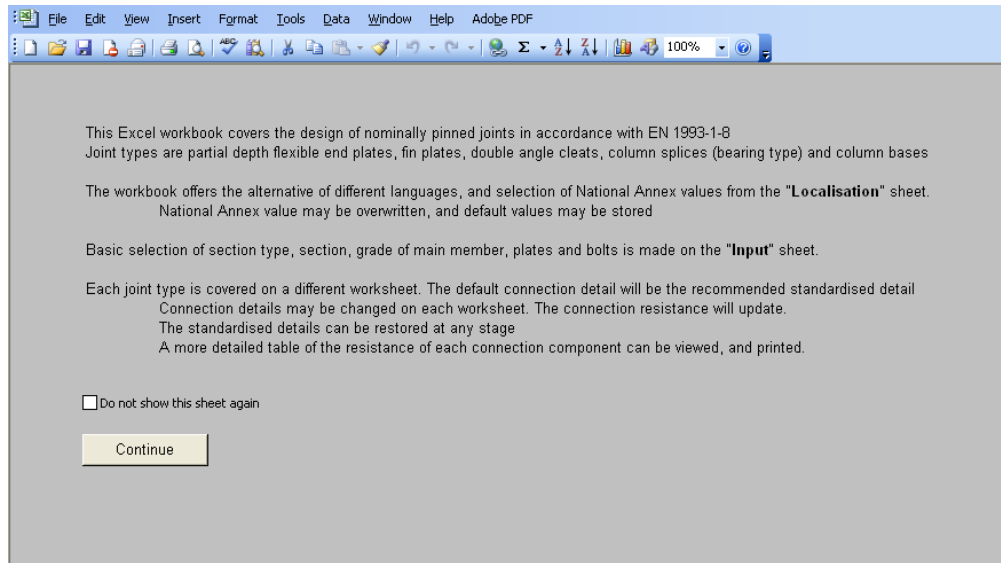 File Edit View Insert Format Tools Data Window Help Adobe PDF
ABC Σ A Z Z A 100% ?
This Excel workbook covers the design of nominally pinned joints in accordance with EN 1993-1-8
Joint types are partial depth flexible end plates, fin plates, double angle cleats, column splices (bearing type) and column bases
The workbook offers the alternative of different languages, and selection of National Annex values from the "Localisation" sheet.
National Annex value may be overwritten, and default values may be stored
Basic selection of section type, section, grade of main member, plates and bolts is made on the "Input" sheet.
Each joint type is covered on a different worksheet. The default connection detail will be the recommended standardised detail
Connection details may be changed on each worksheet. The connection resistance will update.
The standardised details can be restored at any stage
A more detailed table of the resistance of each connection component can be viewed, and printed.
Do not show this sheet again
Continue